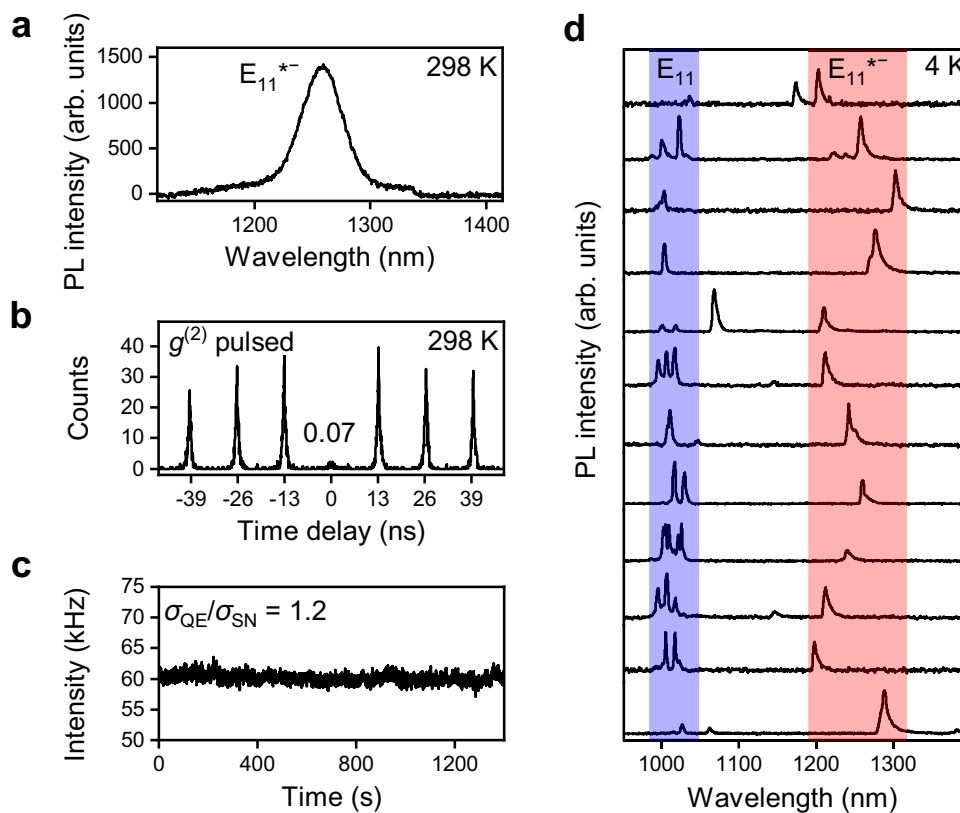 a
PL intensity (arb. units)
1500
1000
500
0
E₁₁*⁻
298 K
1200 1300 1400
Wavelength (nm)
b
Counts
40
30
20
10
0
g⁽²⁾ pulsed
298 K
0.07
-39 -26 -13 0 13 26 39
Time delay (ns)
c
Intensity (kHz)
75
70
65
60
55
50
σQE/σSN = 1.2
0 400 800 1200
Time (s)
d
PL intensity (arb. units)
E₁₁ E₁₁*⁻ 4 K
1000 1100 1200 1300
Wavelength (nm)